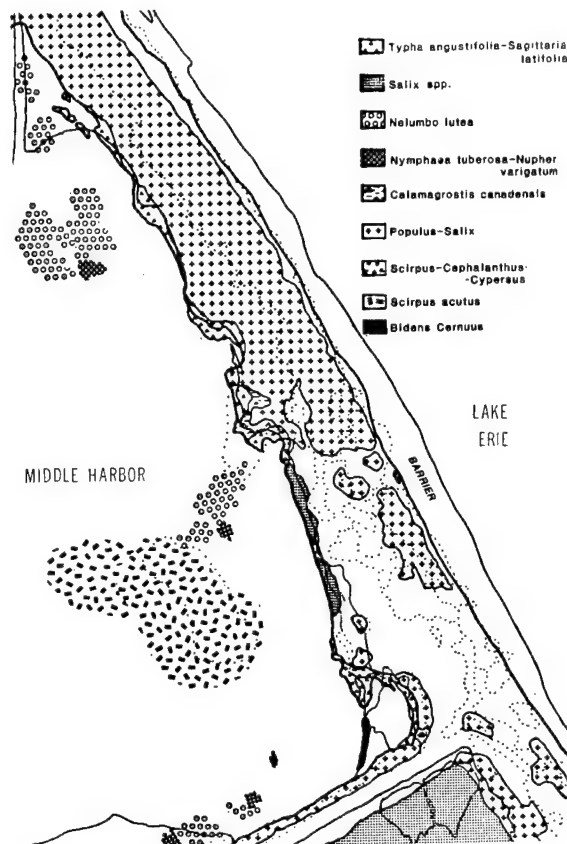 Typha angustifolia-Sagittaria
latifolia
Salix spp.
Nelumbo lutea
Nymphaea tuberosa-Nupher
varigatum
Calamagrostis canadensis
Populus-Salix
Scirpus-Cephalanthus-
-Cypersus
Scirpus acutus
Bidens Cernuus
LAKE
ERIE
BARRIER
MIDDLE HARBOR